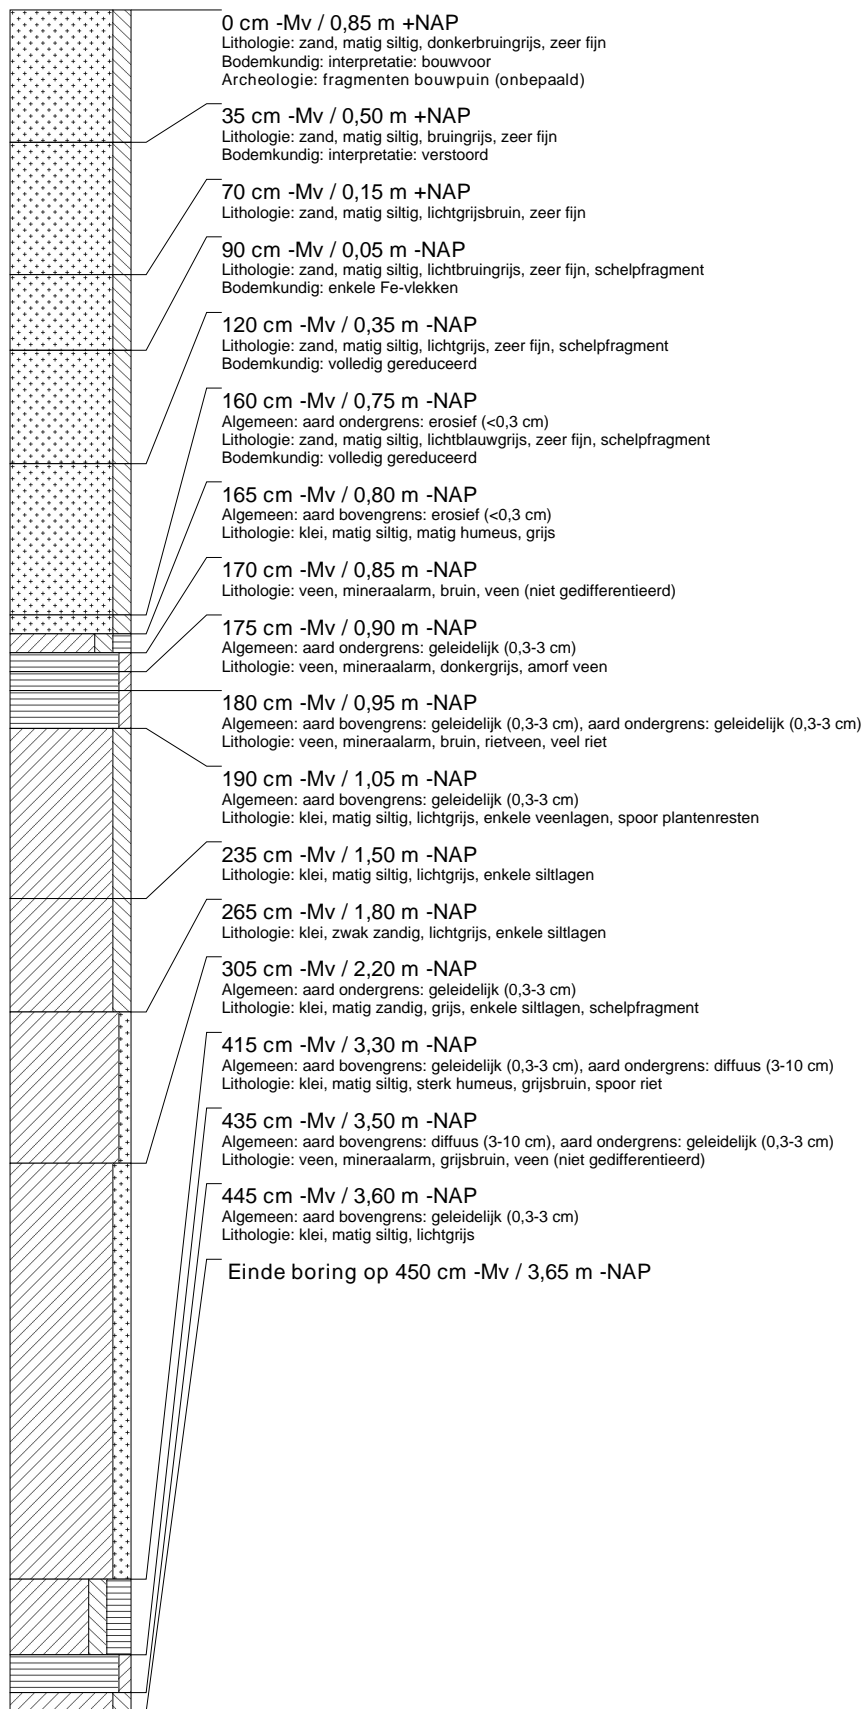 0 cm -Mv / 0,85 m +NAP
Lithologie: zand, matig siltig, donkerbruingrijs, zeer fijn
Bodemkundig: interpretatie: bouwvoor
Archeologie: fragmenten bouwpuin (onbepaald)
35 cm -Mv / 0,50 m +NAP
Lithologie: zand, matig siltig, bruingrijs, zeer fijn
Bodemkundig: interpretatie: verstoord
70 cm -Mv / 0,15 m +NAP
Lithologie: zand, matig siltig, lichtgrijsbruin, zeer fijn
90 cm -Mv / 0,05 m -NAP
Lithologie: zand, matig siltig, lichtbruingrijs, zeer fijn, schelpfragment
Bodemkundig: enkele Fe-vlekken
120 cm -Mv / 0,35 m -NAP
Lithologie: zand, matig siltig, lichtgrijs, zeer fijn, schelpfragment
Bodemkundig: volledig gereduceerd
160 cm -Mv / 0,75 m -NAP
Algemeen: aard ondergrens: erosief (<0,3 cm)
Lithologie: zand, matig siltig, lichtblauwgrijs, zeer fijn, schelpfragment
Bodemkundig: volledig gereduceerd
165 cm -Mv / 0,80 m -NAP
Algemeen: aard bovengrens: erosief (<0,3 cm)
Lithologie: klei, matig siltig, matig humeus, grijs
170 cm -Mv / 0,85 m -NAP
Lithologie: veen, mineraalarm, bruin, veen (niet gedifferentieerd)
175 cm -Mv / 0,90 m -NAP
Algemeen: aard ondergrens: geleidelijk (0,3-3 cm)
Lithologie: veen, mineraalarm, donkergrijs, amorf veen
180 cm -Mv / 0,95 m -NAP
Algemeen: aard bovengrens: geleidelijk (0,3-3 cm), aard ondergrens: geleidelijk (0,3-3 cm)
Lithologie: veen, mineraalarm, bruin, rietveen, veel riet
190 cm -Mv / 1,05 m -NAP
Algemeen: aard bovengrens: geleidelijk (0,3-3 cm)
Lithologie: klei, matig siltig, lichtgrijs, enkele veenlagen, spoor plantenresten
235 cm -Mv / 1,50 m -NAP
Lithologie: klei, matig siltig, lichtgrijs, enkele siltlagen
265 cm -Mv / 1,80 m -NAP
Lithologie: klei, zwak zandig, lichtgrijs, enkele siltlagen
305 cm -Mv / 2,20 m -NAP
Algemeen: aard ondergrens: geleidelijk (0,3-3 cm)
Lithologie: klei, matig zandig, grijs, enkele siltlagen, schelpfragment
415 cm -Mv / 3,30 m -NAP
Algemeen: aard bovengrens: geleidelijk (0,3-3 cm), aard ondergrens: diffuus (3-10 cm)
Lithologie: klei, matig siltig, sterk humeus, grijsbruin, spoor riet
435 cm -Mv / 3,50 m -NAP
Algemeen: aard bovengrens: diffuus (3-10 cm), aard ondergrens: geleidelijk (0,3-3 cm)
Lithologie: veen, mineraalarm, grijsbruin, veen (niet gedifferentieerd)
445 cm -Mv / 3,60 m -NAP
Algemeen: aard bovengrens: geleidelijk (0,3-3 cm)
Lithologie: klei, matig siltig, lichtgrijs
Einde boring op 450 cm -Mv / 3,65 m -NAP